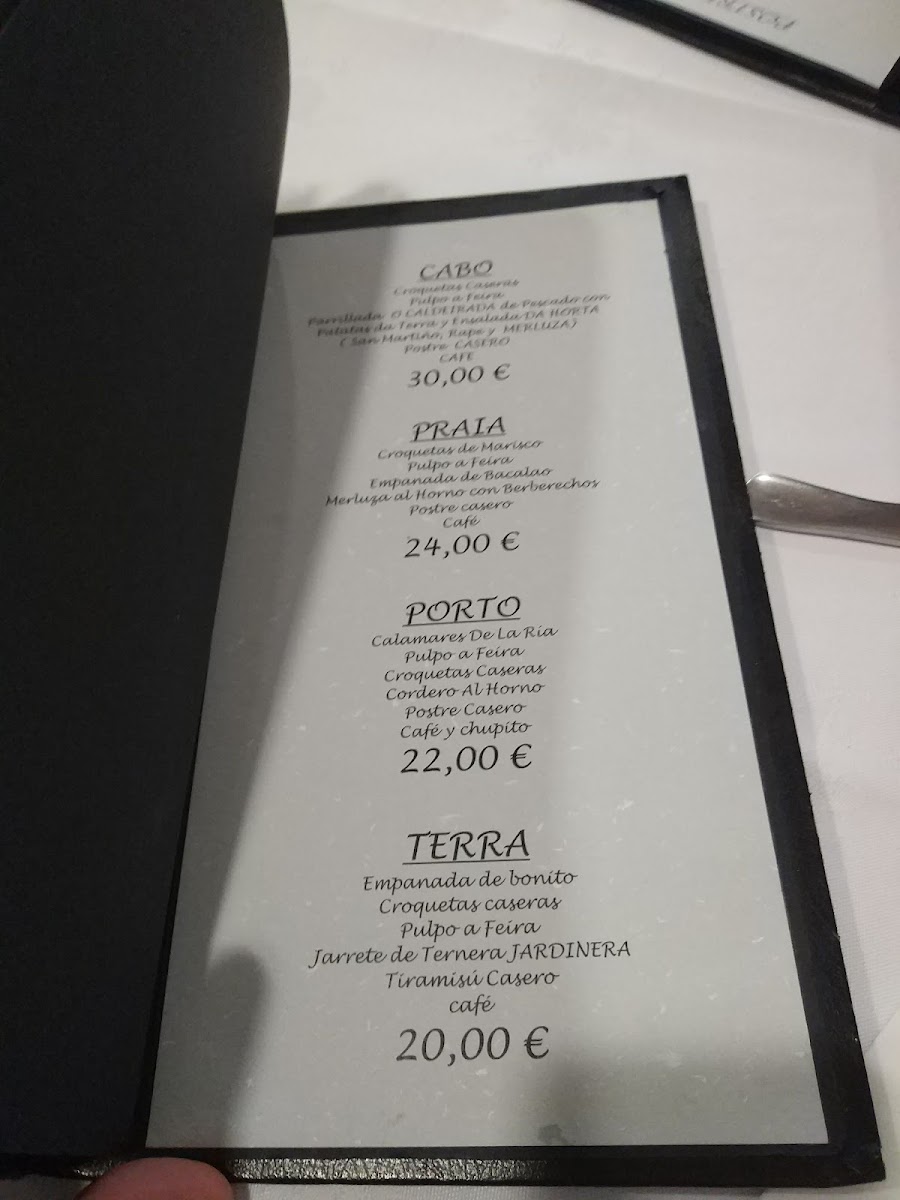 CABO
Croquetas Caseras
Pulpo a Feira
Parrillada O CALDEIRADA de Pescado con
Patatas da Terra y Ensalada DA HORTA
( San Martiño, Rape y MERLUZA)
Postre CASERO
CAFE
30,00 €
PRAIA
Croquetas de Marisco
Pulpo a Feira
Empanada de Bacalao
Merluza al Horno con Berberechos
Postre casero
Café
24,00 €
PORTO
Calamares De La Ria
Pulpo a Feira
Croquetas Caseras
Cordero Al Horno
Postre Casero
Café y chupito
22,00 €
TERRA
Empanada de bonito
Croquetas caseras
Pulpo a Feira
Jarrete de Ternera JARDINERA
Tiramisú Casero
café
20,00 €